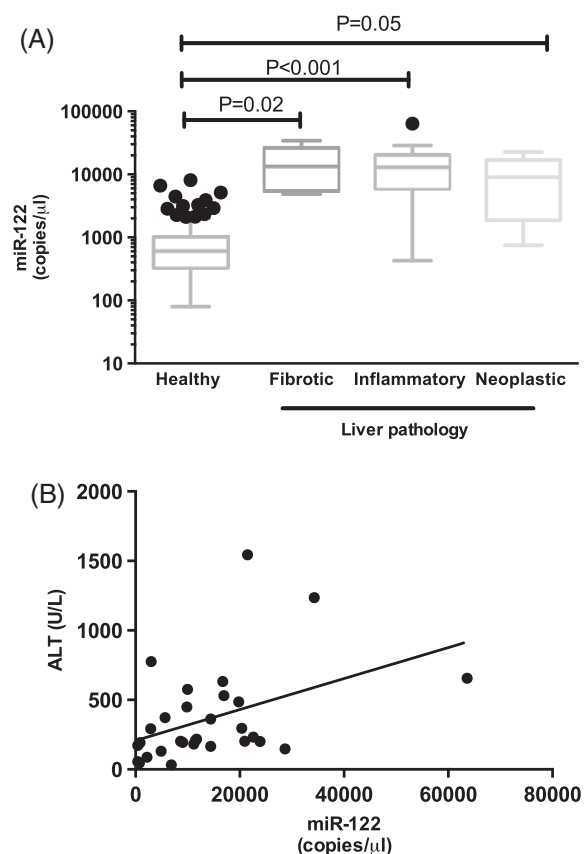 (A)
P=0.05
P<0.001
P=0.02
100000
10000
1000
100
10
miR-122
(copies/µl)
Healthy Fibrotic Inflammatory Neoplastic
Liver pathology
(B)
2000
1500
1000
500
0
ALT (U/L)
0 20000 40000 60000 80000
miR-122
(copies/µl)